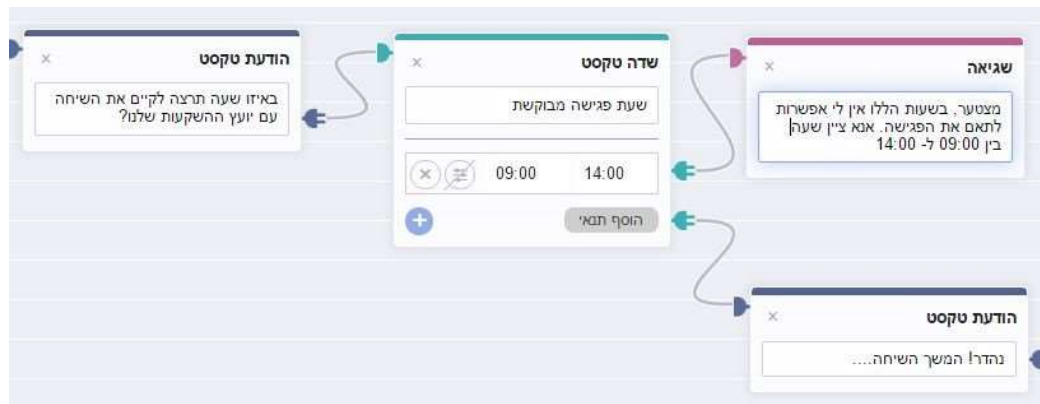 הודעת טקסט
באיזו שעה תרצה לקיים את השיחה
עם יועץ ההשקעות שלנו?
שדה טקסט
שעת פגישה מבוקשת
09:00 14:00
הוסף תנאי
שגיאה
מצטער, בשעות הללו אין לי אפשרות
לתאם את הפגישה. אנא ציין שעה
בין 09:00 ל- 14:00
הודעת טקסט
נהדר! המשך השיחה....